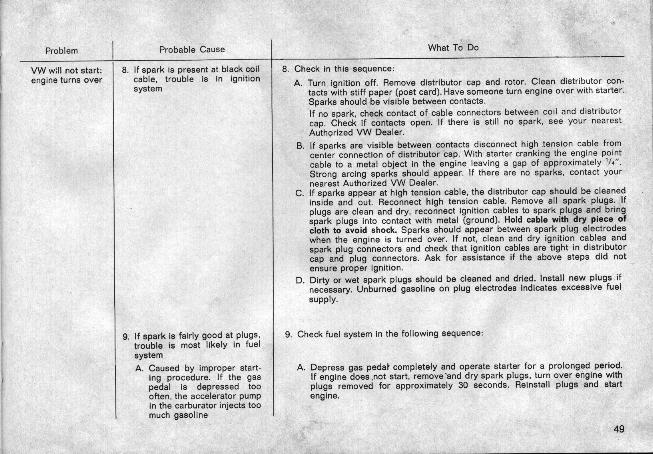 Problem
Probable Cause
What To Do
VW will not start:
engine turns over
8. If spark is present at black coil
cable, trouble is in ignition
system
8. Check in this sequence:
A. Turn ignition off. Remove distributor cap and rotor. Clean distributor con-
tacts with stiff paper (post card). Have someone turn engine over with starter.
Sparks should be visible between contacts.
If no spark, check contact of cable connectors between coil and distributor
cap. Check if contacts open. If there is still no spark, see your nearest
Authorized VW Dealer.
B. If sparks are visible between contacts disconnect high tension cable from
center connection of distributor cap. With starter cranking the engine point
cable to a metal object in the engine leaving a gap of approximately 1/4".
Strong arcing sparks should appear. If there are no sparks, contact your
nearest Authorized VW Dealer.
C. If sparks appear at high tension cable, the distributor cap should be cleaned
inside and out. Reconnect high tension cable. Remove all spark plugs. If
plugs are clean and dry, reconnect ignition cables to spark plugs and bring
spark plugs into contact with metal (ground). Hold cable with dry piece of
cloth to avoid shock. Sparks should appear between spark plug electrodes
when the engine is turned over. If not, clean and dry ignition cables and
spark plug connectors and check that ignition cables are tight in distributor
cap and plug connectors. Ask for assistance if the above steps did not
ensure proper ignition.
D. Dirty or wet spark plugs should be cleaned and dried. Install new plugs if
necessary. Unburned gasoline on plug electrodes indicates excessive fuel
supply.
9. If spark is fairly good at plugs,
trouble is most likely in fuel
system
A. Caused by improper start-
ing procedure. If the gas
pedal is depressed too
often, the accelerator pump
in the carburator injects too
much gasoline
9. Check fuel system in the following sequence:
A. Depress gas pedal completely and operate starter for a prolonged period.
If engine does not start, remove and dry spark plugs, turn over engine with
plugs removed for approximately 30 seconds. Reinstall plugs and start
engine.
49